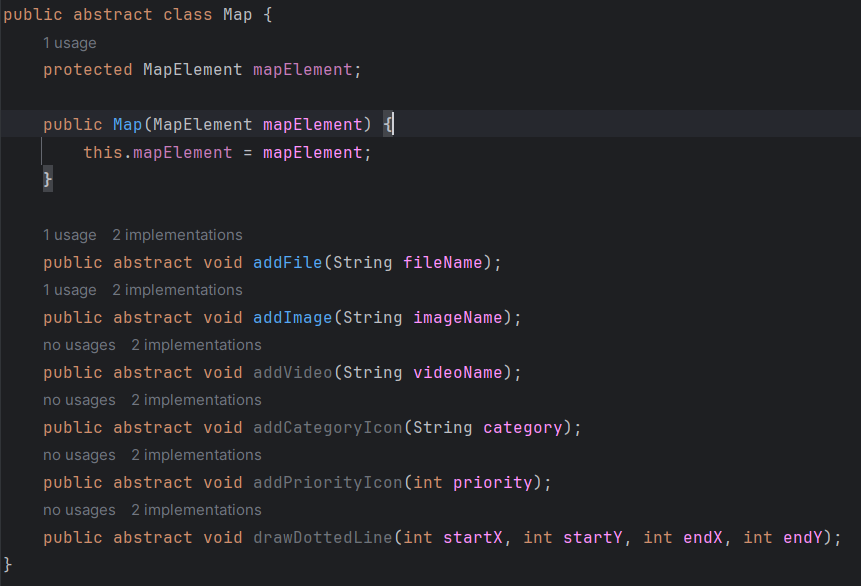 public abstract class Map {
1 usage
protected MapElement mapElement;
public Map(MapElement mapElement) {
this.mapElement = mapElement;
}
1 usage   2 implementations
public abstract void addFile(String fileName);
1 usage   2 implementations
public abstract void addImage(String imageName);
no usages   2 implementations
public abstract void addVideo(String videoName);
no usages   2 implementations
public abstract void addCategoryIcon(String category);
no usages   2 implementations
public abstract void addPriorityIcon(int priority);
no usages   2 implementations
public abstract void drawDottedLine(int startX, int startY, int endX, int endY);
}